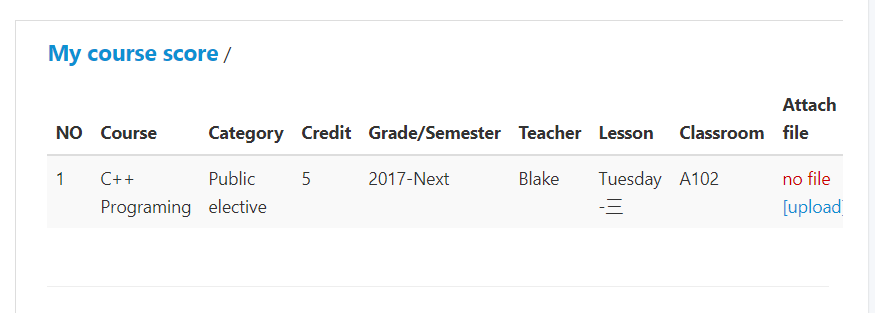 My course score /
NO Course Category Credit Grade/Semester Teacher Lesson Classroom Attach file
1 C++ Programing Public elective 5 2017-Next Blake Tuesday -三 A102 no file [upload]